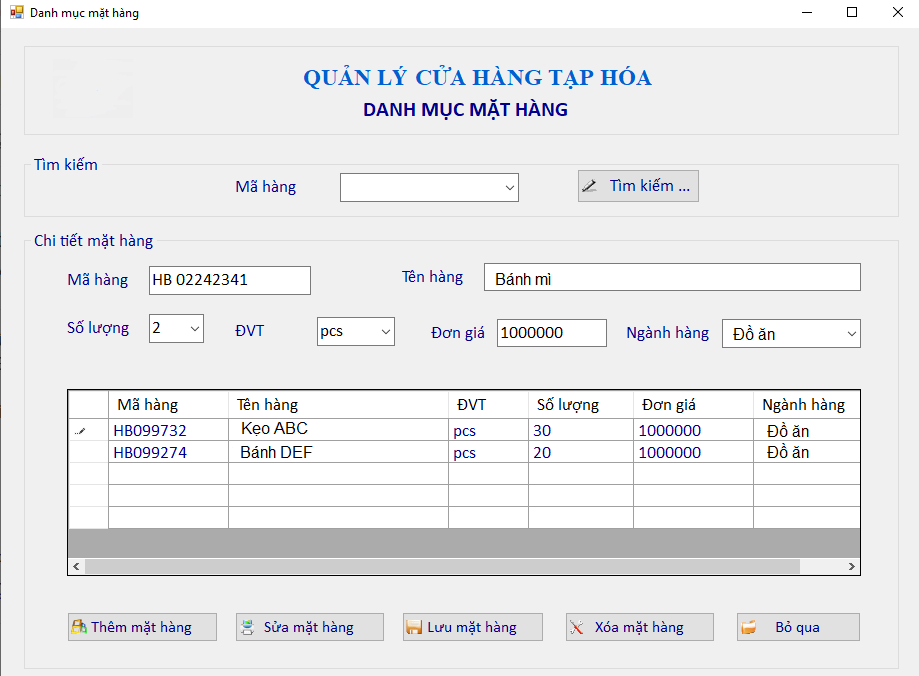 Danh mục mặt hàng
QUẢN LÝ CỬA HÀNG TẠP HÓA
DANH MỤC MẶT HÀNG
Tìm kiếm
Mã hàng Tìm kiếm ...
Chi tiết mặt hàng
Mã hàng HB 02242341 Tên hàng Bánh mì
Số lượng 2 ĐVT pcs Đơn giá 1000000 Ngành hàng Đồ ăn
Mã hàng Tên hàng ĐVT Số lượng Đơn giá Ngành hàng
HB099732 Kẹo ABC pcs 30 1000000 Đồ ăn
HB099274 Bánh DEF pcs 20 1000000 Đồ ăn
Thêm mặt hàng Sửa mặt hàng Lưu mặt hàng Xóa mặt hàng Bỏ qua